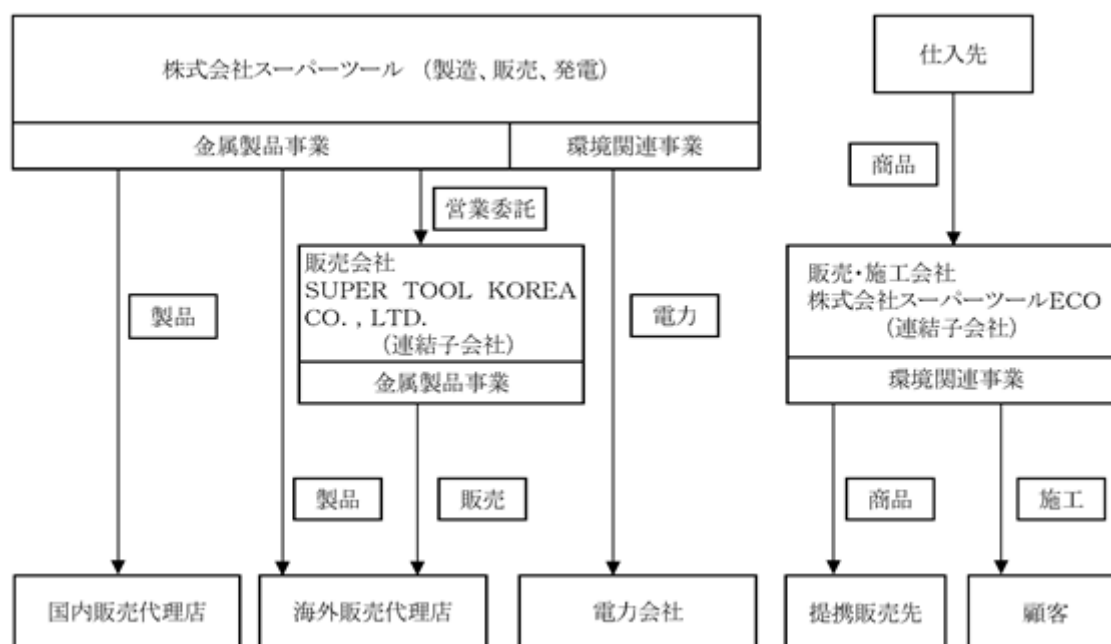 株式会社スーパーツール (製造、販売、発電)
仕入先
金属製品事業
環境関連事業
商品
営業委託
販売会社
SUPER TOOL KOREA
CO. , LTD.
(連結子会社)
金属製品事業
販売・施工会社
株式会社スーパーツールECO
(連結子会社)
環境関連事業
製品
電力
製品
販売
商品
施工
国内販売代理店
海外販売代理店
電力会社
提携販売先
顧客